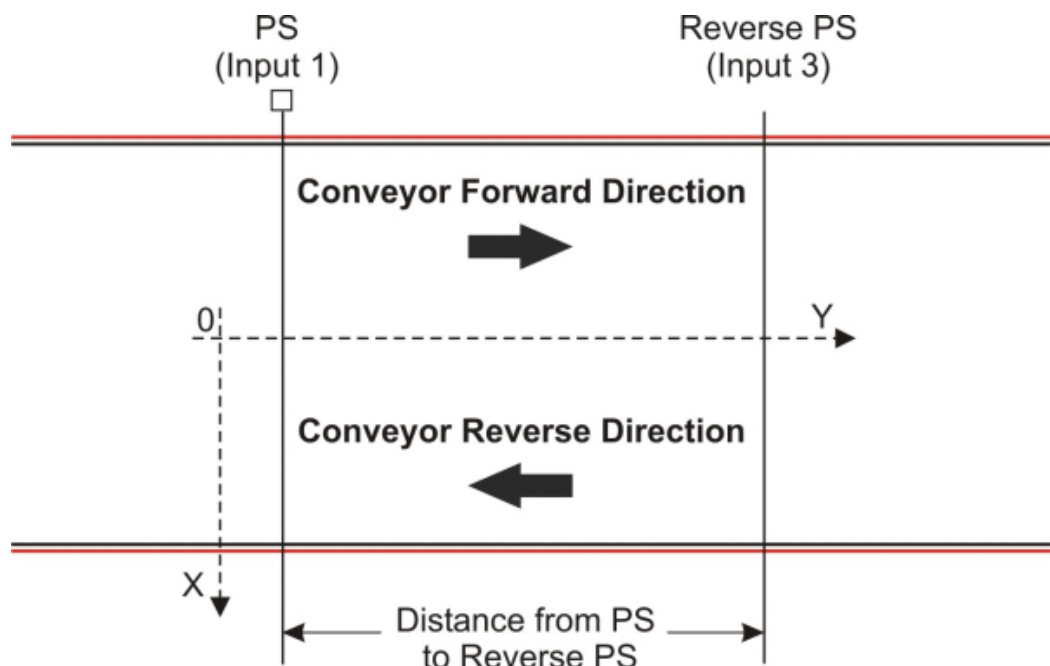 PS
(Input 1)
Reverse PS
(Input 3)
Conveyor Forward Direction
0
Y
Conveyor Reverse Direction
X
Distance from PS
to Reverse PS